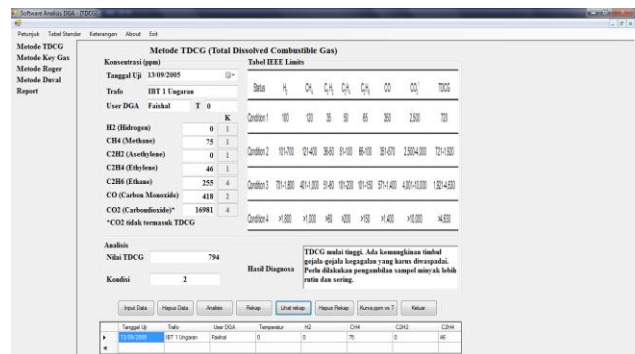 Software Analisis DGA - [TDCG]
Petunjuk Tabel Standar Keterangan About Exit
Metode TDCG
Metode Key Gas
Metode Roger
Metode Duval
Report
Metode TDCG (Total Dissolved Combustible Gas)
Konsentrasi (ppm)
Tanggal Uji 13/09/2005
Trafo IBT 1 Ungaran
User DGA Faishal T 0
K
H2 (Hidrogen) 0 1
CH4 (Methane) 75 1
C2H2 (Asethylene) 0 1
C2H4 (Ethylene) 46 1
C2H6 (Ethane) 255 4
CO (Carbon Monoxide) 418 2
CO2 (Carbondioxide)* 16981 4
*CO2 tidak termasuk TDCG
Tabel IEEE Limits
Status H₂ CH₄ C₂H₂ C₂H₄ C₂H₆ CO CO₂* TDCG
Condition 1 100 120 35 50 65 350 2,500 720
Condition 2 101-700 121-400 36-50 51-100 66-100 351-570 2,500-4,000 721-1,920
Condition 3 701-1,800 401-1,000 51-80 101-200 101-150 571-1,400 4,001-10,000 1,921-4,630
Condition 4 >1,800 >1,000 >80 >200 >150 >1,400 >10,000 >4,630
Analisis
Nilai TDCG 794
Kondisi 2
Hasil Diagnosa
TDCG mulai tinggi. Ada kemungkinan timbul
gejala-gejala kegagalan yang harus diwaspadai.
Perlu dilakukan pengambilan sampel minyak lebih
rutin dan sering.
Input Data Hapus Data Analisis Rekap Lihat rekap Hapus Rekap Kurva ppm vs T Keluar
Tanggal Uji Trafo User DGA Temperatur H2 CH4 C2H2 C2H4
13/09/2005 IBT 1 Ungaran Faishal 0 0 75 0 46